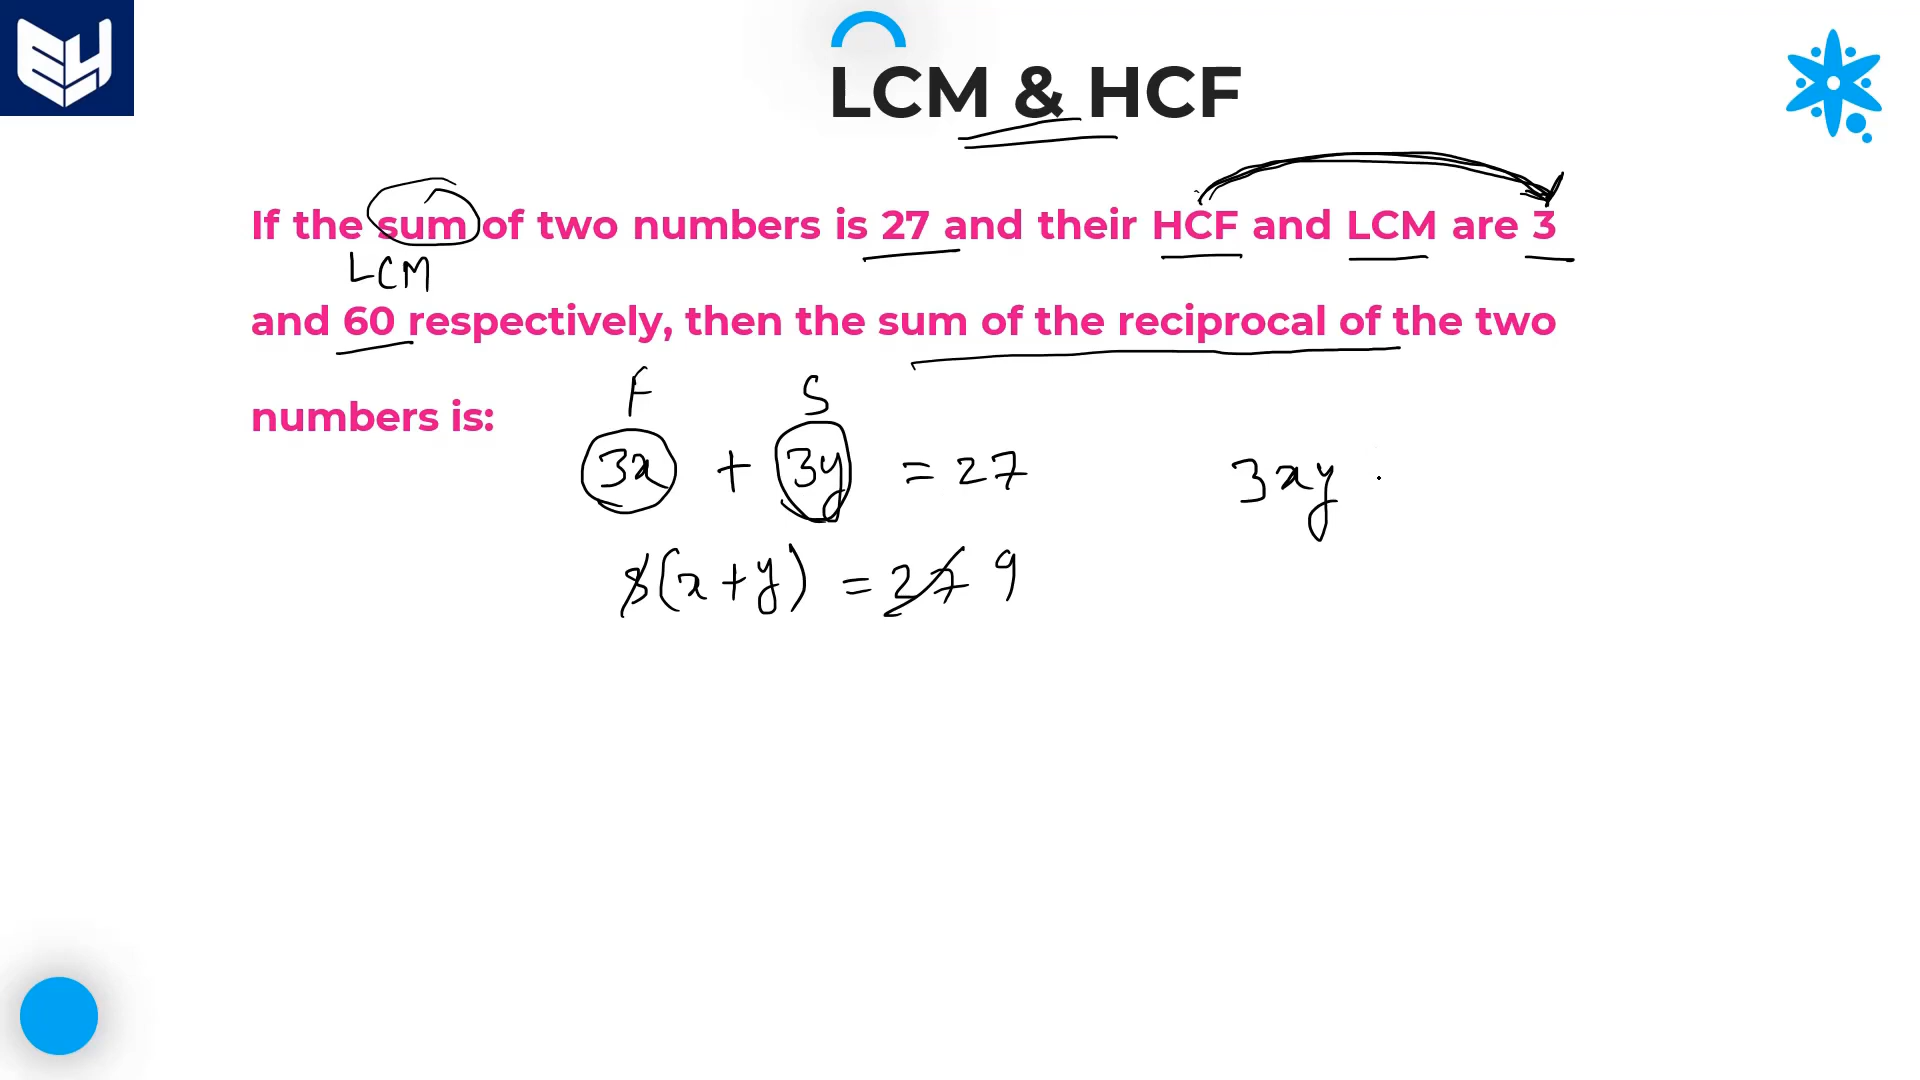 LCM & HCF
If the sum of two numbers is 27 and their HCF and LCM are 3
LCM
and 60 respectively, then the sum of the reciprocal of the two
numbers is:
F S
3x + 3y = 27
3xy
3(x+y) = 27 9